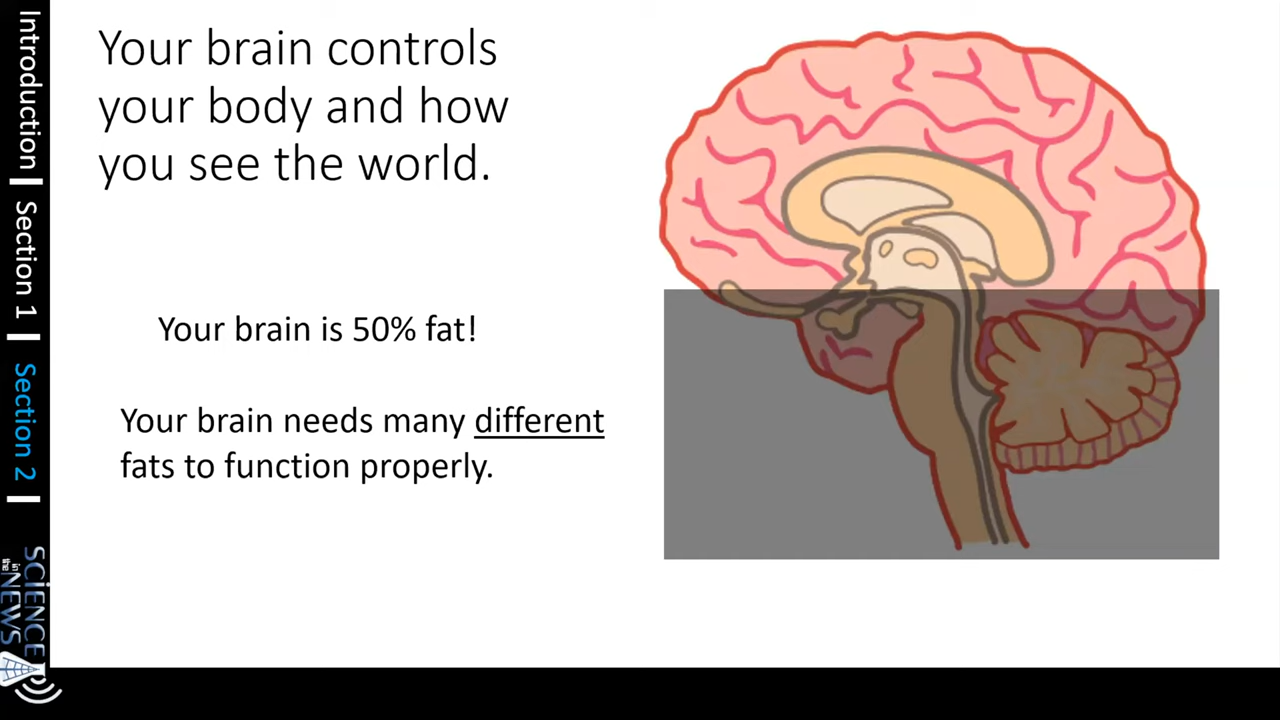 Introduction
Section 1
Section 2
SCIENCE
in
the
NEWS
Your brain controls
your body and how
you see the world.
Your brain is 50% fat!
Your brain needs many different
fats to function properly.